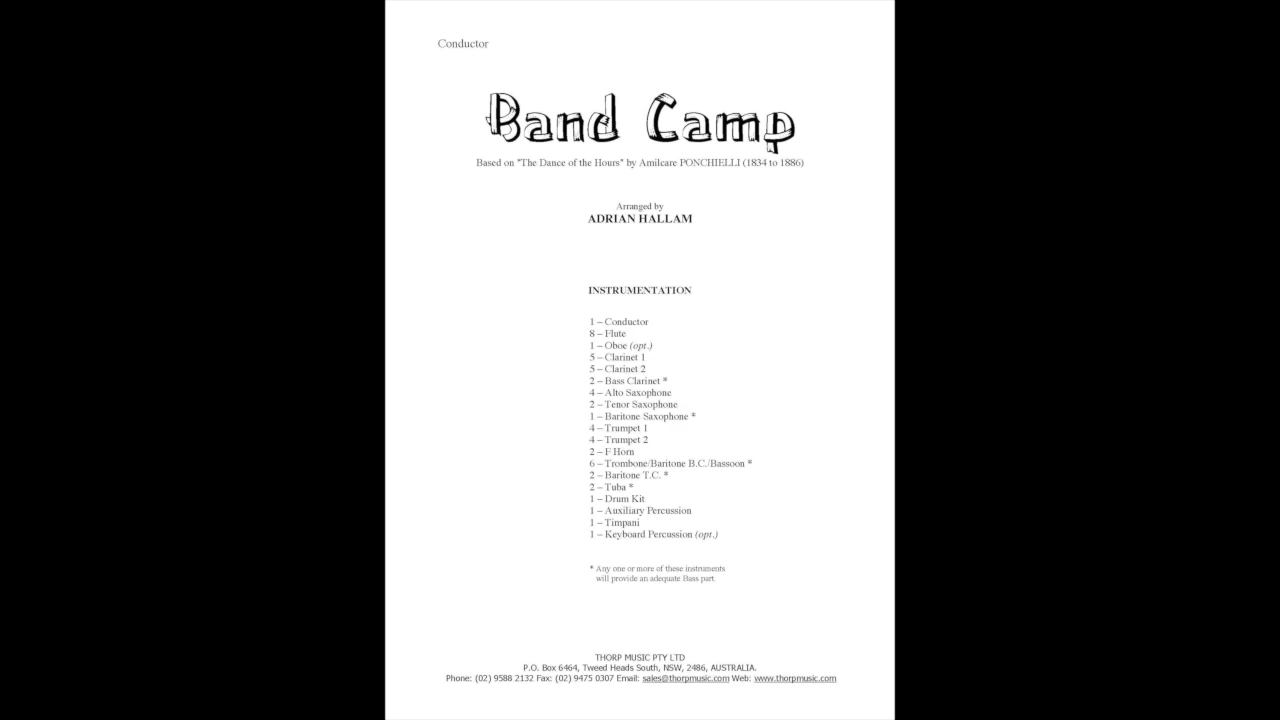 Conductor
Band Camp
Based on "The Dance of the Hours" by Amilcare PONCHIELLI (1834 to 1886)
Arranged by
ADRIAN HALLAM
INSTRUMENTATION
1 – Conductor
8 – Flute
1 – Oboe (opt.)
5 – Clarinet 1
5 – Clarinet 2
2 – Bass Clarinet *
4 – Alto Saxophone
2 – Tenor Saxophone
1 – Baritone Saxophone *
4 – Trumpet 1
4 – Trumpet 2
2 – F Horn
6 – Trombone/Baritone B.C./Bassoon *
2 – Baritone T.C. *
2 – Tuba *
1 – Drum Kit
1 – Auxiliary Percussion
1 – Timpani
1 – Keyboard Percussion (opt.)
* Any one or more of these instruments
will provide an adequate Bass part.
THORP MUSIC PTY LTD
P.O. Box 6464, Tweed Heads South, NSW, 2486, AUSTRALIA.
Phone: (02) 9588 2132 Fax: (02) 9475 0307 Email: sales@thorpmusic.com Web: www.thorpmusic.com